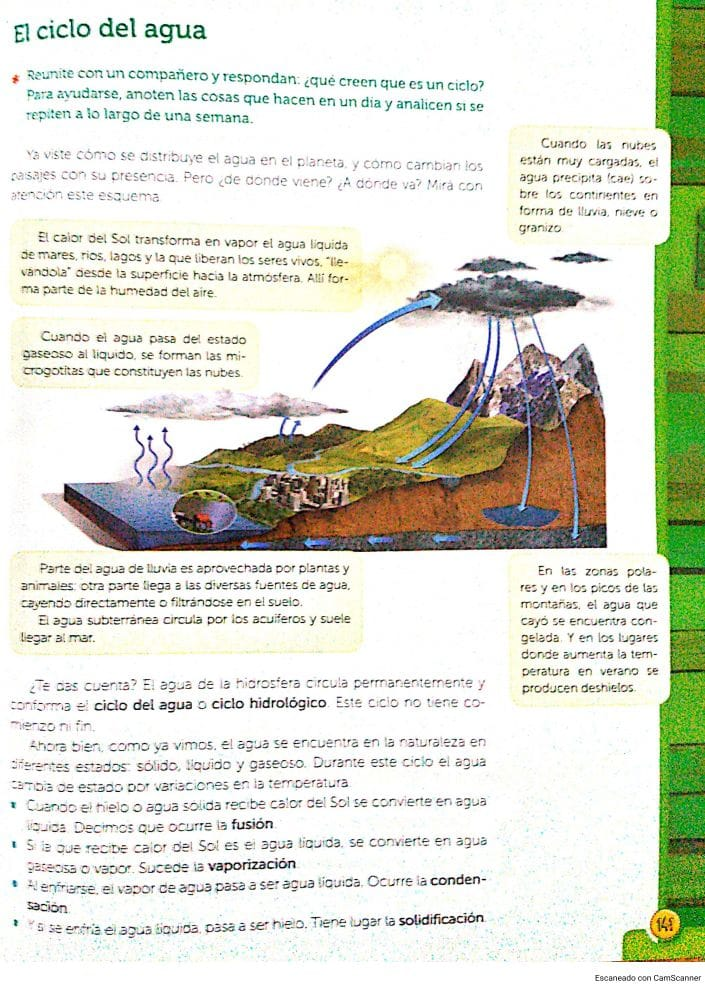 El ciclo del agua
* Reunite con un compañero y respondan: ¿qué creen que es un ciclo?
Para ayudarse, anoten las cosas que hacen en un día y analicen si se
repiten a lo largo de una semana.
Ya viste cómo se distribuye el agua en el planeta, y cómo cambian los
paisajes con su presencia. Pero ¿de dónde viene? ¿A dónde va? Mirá con
atención este esquema.
Cuando las nubes
están muy cargadas, el
agua precipita (cae) so-
bre los continentes en
forma de lluvia, nieve o
granizo.
El calor del Sol transforma en vapor el agua líquida
de mares, ríos, lagos y la que liberan los seres vivos, "lle-
vándola" desde la superficie hacia la atmósfera. Allí for-
ma parte de la humedad del aire.
Cuando el agua pasa del estado
gaseoso al líquido, se forman las mi-
crogotitas que constituyen las nubes.
Parte del agua de lluvia es aprovechada por plantas y
animales; otra parte llega a las diversas fuentes de agua,
cayendo directamente o filtrándose en el suelo.
El agua subterránea circula por los acuíferos y suele
llegar al mar.
En las zonas pola-
res y en los picos de las
montañas, el agua que
cayó se encuentra con-
gelada. Y en los lugares
donde aumenta la tem-
peratura en verano se
producen deshielos.
¿Te das cuenta? El agua de la hidrosfera circula permanentemente y
conforma el ciclo del agua o ciclo hidrológico. Este ciclo no tiene co-
mienzo ni fin.
Ahora bien, como ya vimos, el agua se encuentra en la naturaleza en
diferentes estados: sólido, líquido y gaseoso. Durante este ciclo el agua
cambia de estado por variaciones en la temperatura.
Cuando el hielo o agua sólida recibe calor del Sol se convierte en agua
líquida. Decimos que ocurre la fusión.
Si la que recibe calor del Sol es el agua líquida, se convierte en agua
gaseosa o vapor. Sucede la vaporización.
Al enfriarse, el vapor de agua pasa a ser agua líquida. Ocurre la conden-
sación.
Y si se enfría el agua líquida, pasa a ser hielo. Tiene lugar la solidificación.
141
Escaneado con CamScanner